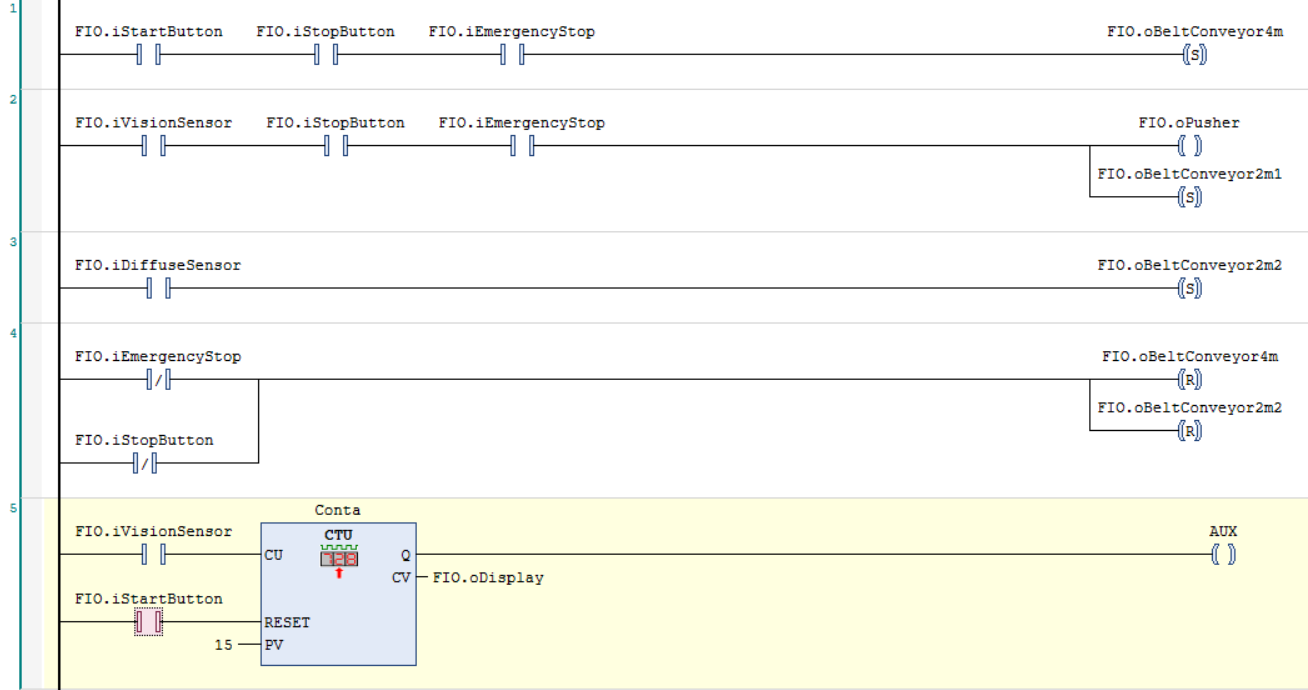 1
FIO.iStartButton FIO.iStopButton FIO.iEmergencyStop FIO.oBeltConveyor4m
S
2
FIO.iVisionSensor FIO.iStopButton FIO.iEmergencyStop FIO.oPusher
FIO.oBeltConveyor2m1
S
3
FIO.iDiffuseSensor FIO.oBeltConveyor2m2
S
4
FIO.iEmergencyStop FIO.oBeltConveyor4m
/ R
FIO.oBeltConveyor2m2
R
FIO.iStopButton
/
5
Conta
FIO.iVisionSensor CTU AUX
CU Q
CV FIO.oDisplay
FIO.iStartButton
RESET
15 PV